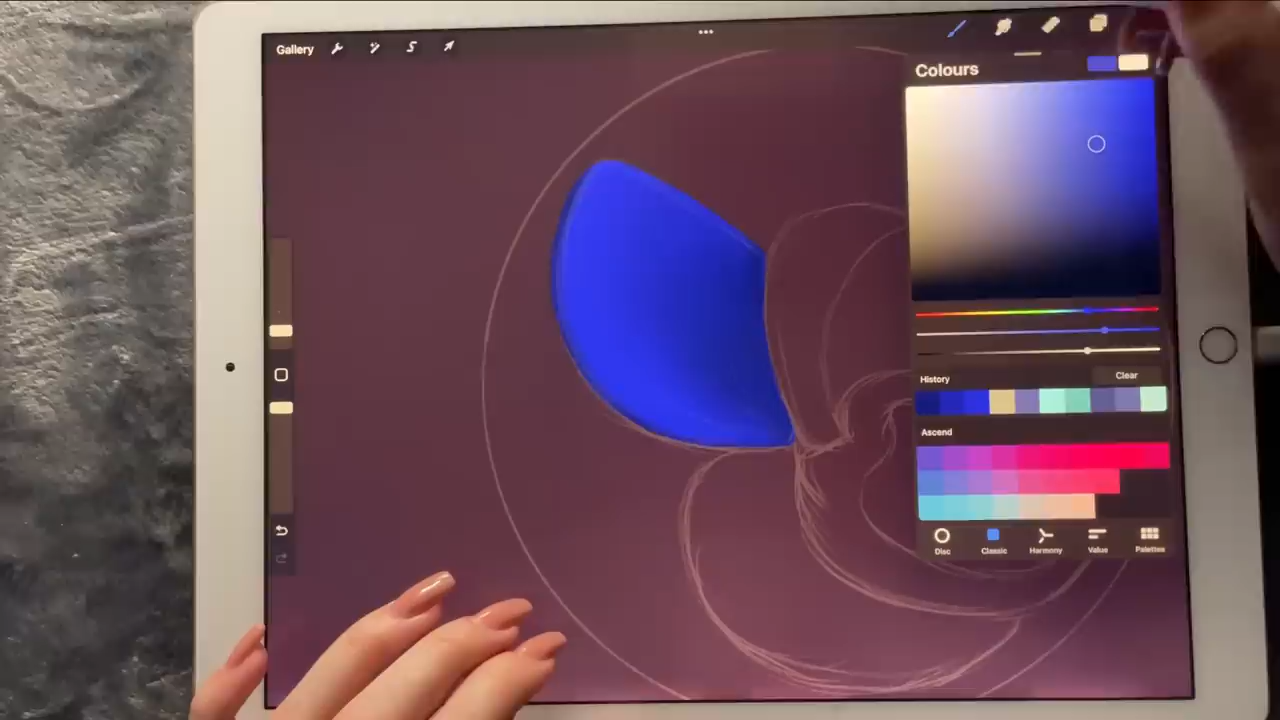 Gallery
Colours
History
Clear
Ascend
Disc
Classic
Harmony
Value
Palettes